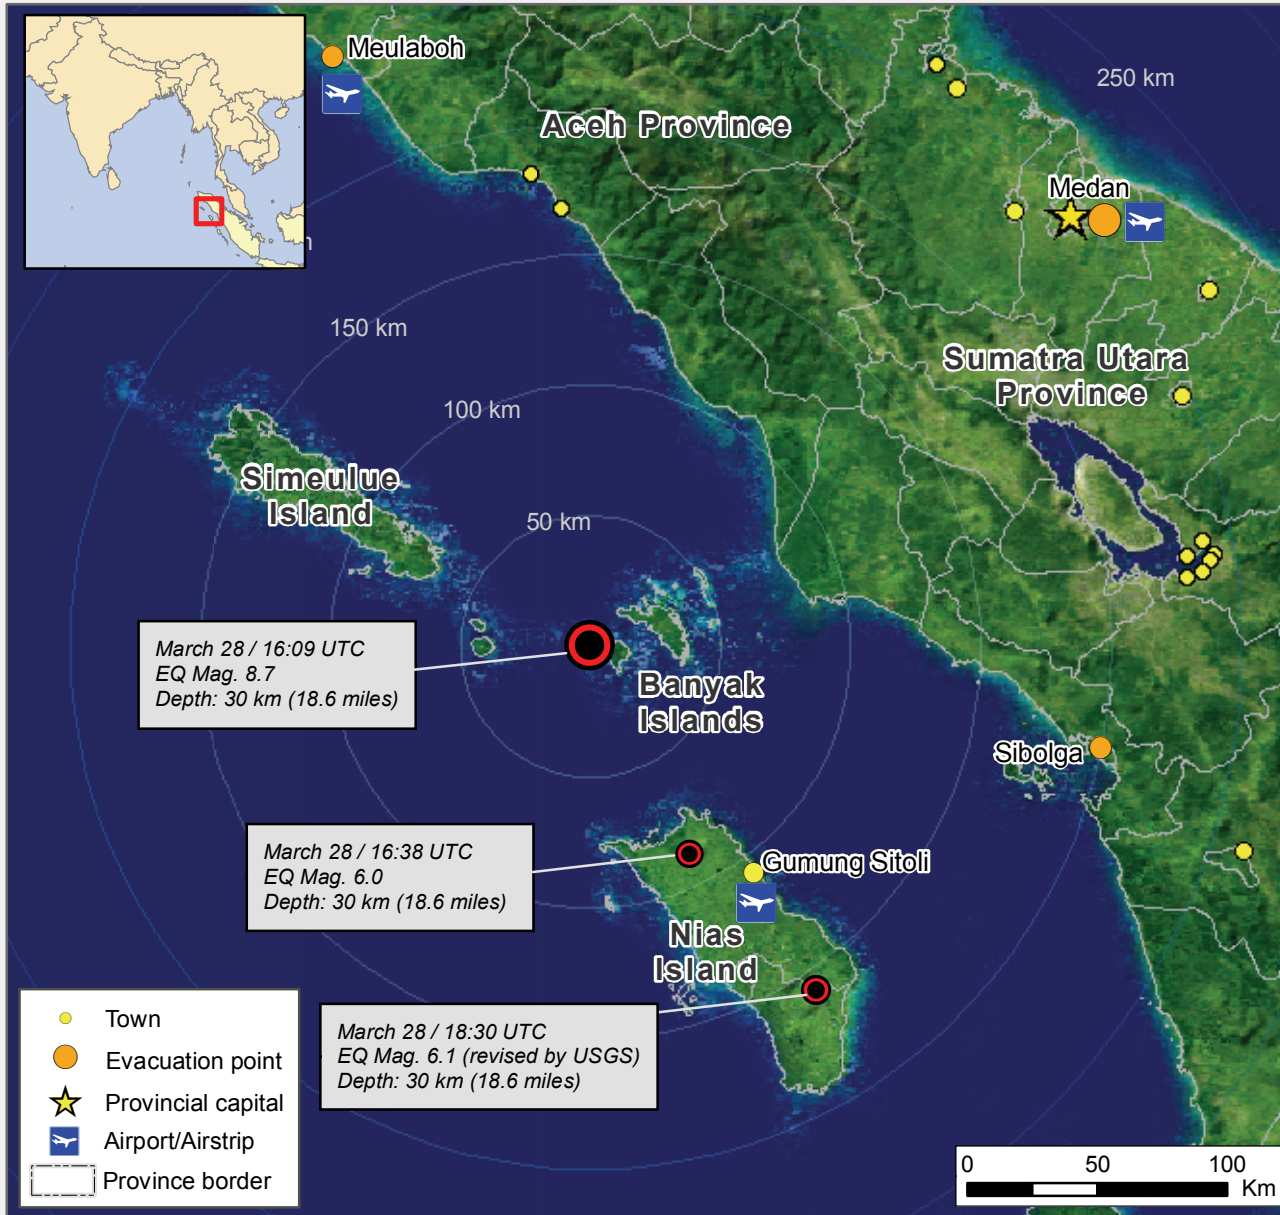 Meulaboh
250 km
Aceh Province
Medan
150 km
Sumatra Utara
Province
100 km
Simeulue
Island
50 km
March 28 / 16:09 UTC
EQ Mag. 8.7
Depth: 30 km (18.6 miles)
Banyak
Islands
Sibolga
March 28 / 16:38 UTC
EQ Mag. 6.0
Depth: 30 km (18.6 miles)
Gumung Sitoli
Nias
Island
March 28 / 18:30 UTC
EQ Mag. 6.1 (revised by USGS)
Depth: 30 km (18.6 miles)
Town
Evacuation point
Provincial capital
Airport/Airstrip
Province border
0 50 100
Km